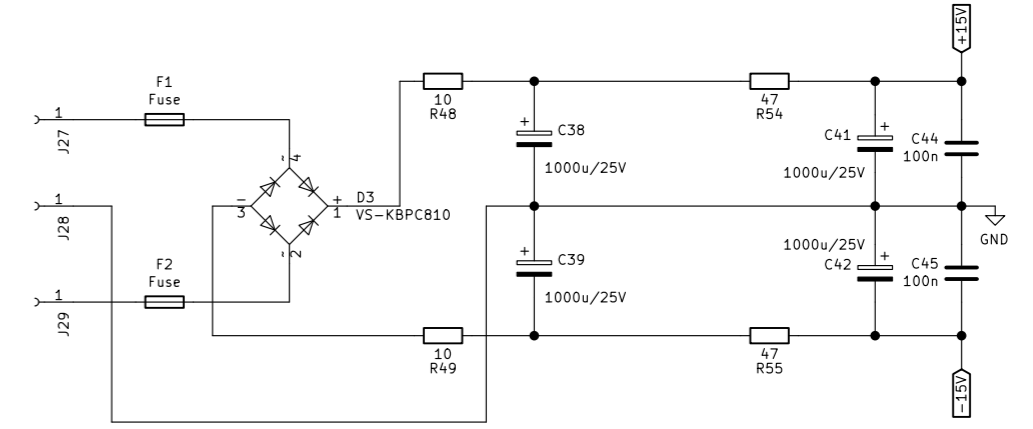 +15V
F1
Fuse
1
J27
10
R48
47
R54
+
C38
1000u/25V
C41
+
1000u/25V
C44
100n
~
4
D3
VS-KBPC810
+
1
−
3
~
2
1
J28
GND
F2
Fuse
1
J29
+
C39
1000u/25V
1000u/25V
+
C42
C45
100n
10
R49
47
R55
-15V